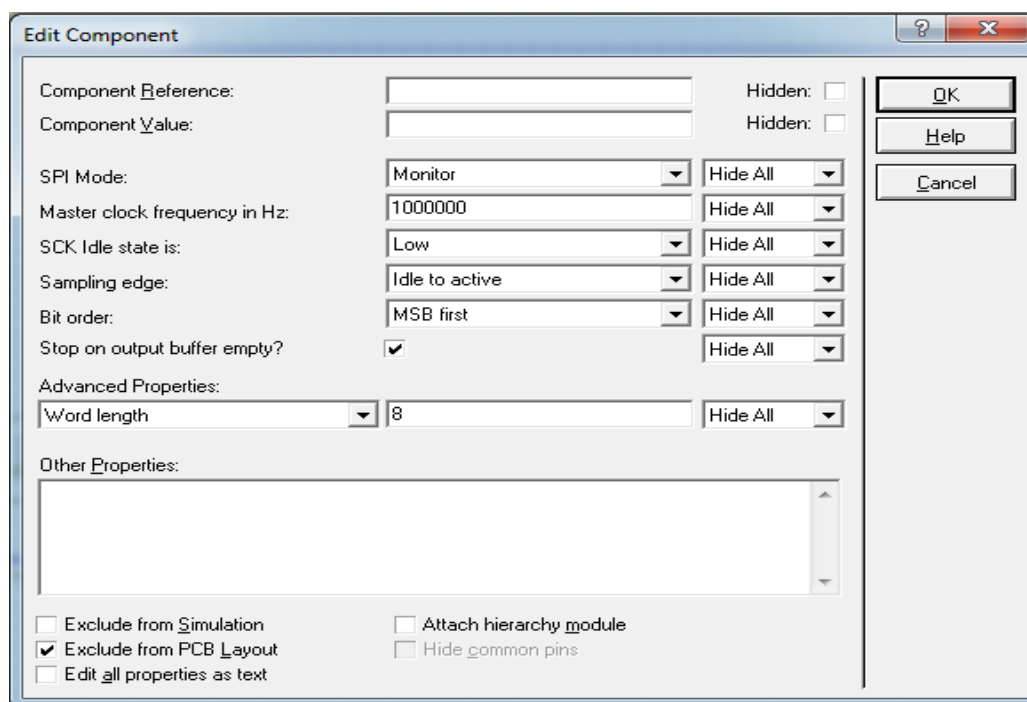 Edit Component
Component Reference: Hidden: OK
Component Value: Hidden: Help
SPI Mode: Monitor Hide All Cancel
Master clock frequency in Hz: 1000000 Hide All
SCK Idle state is: Low Hide All
Sampling edge: Idle to active Hide All
Bit order: MSB first Hide All
Stop on output buffer empty? Hide All
Advanced Properties:
Word length 8 Hide All
Other Properties:
Exclude from Simulation Attach hierarchy module
Exclude from PCB Layout Hide common pins
Edit all properties as text